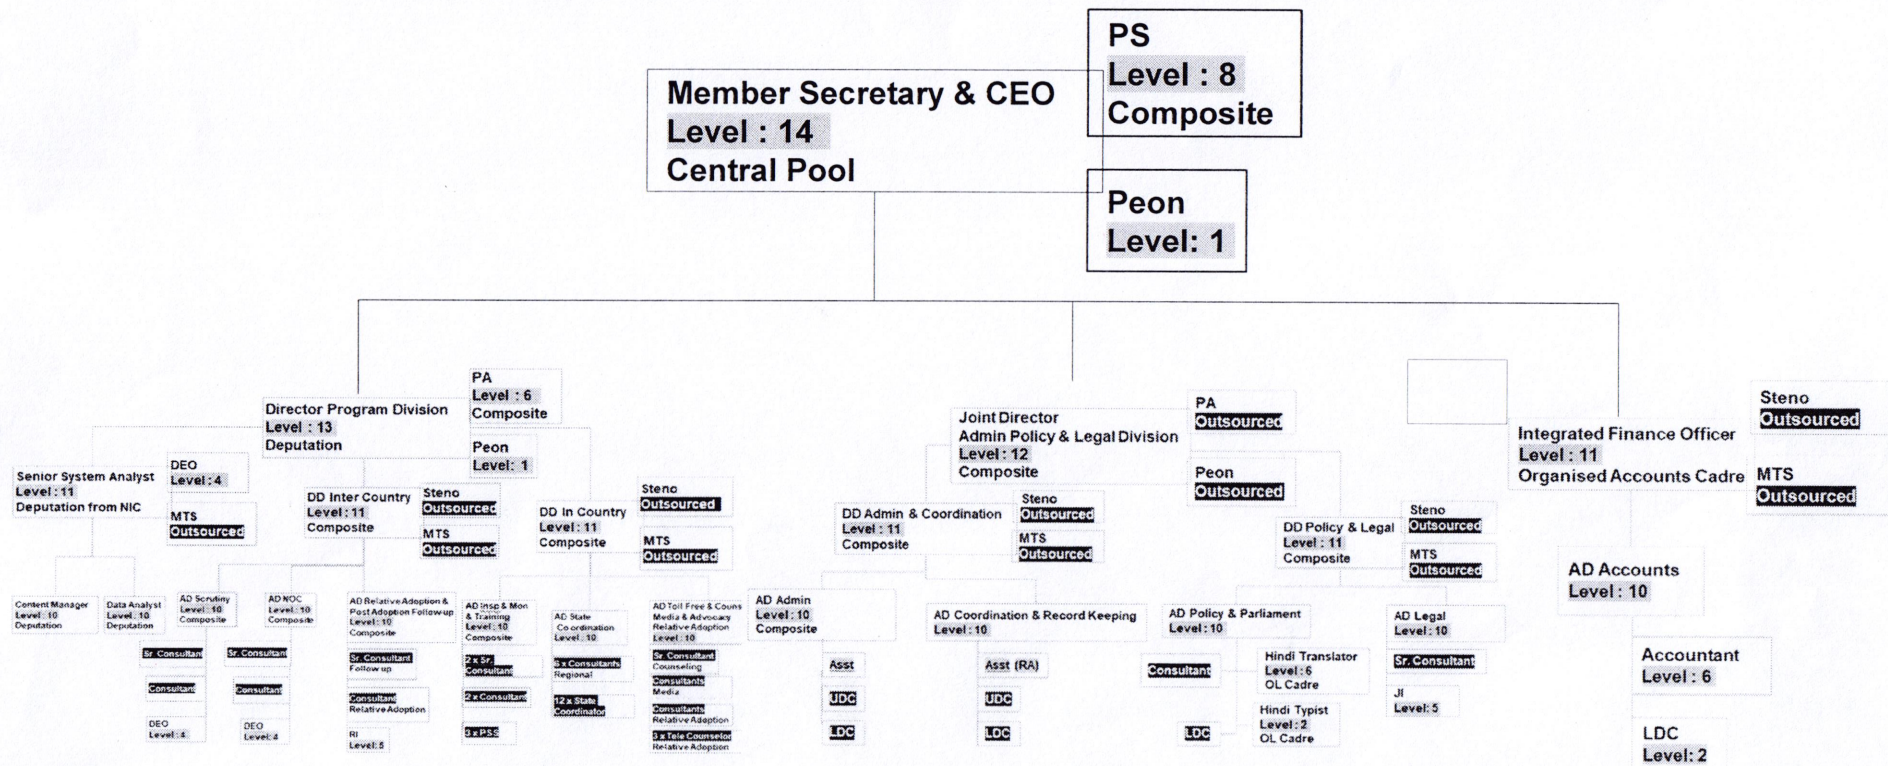 PS
Level : 8
Composite
Member Secretary & CEO
Level : 14
Central Pool
Peon
Level: 1
Director Program Division
Level : 13
Deputation
PA
Level : 6
Composite
Peon
Level: 1
Senior System Analyst
Level : 11
Deputation from NIC
DEO
Level : 4
MTS
Outsourced
Content Manager
Level: 10
Deputation
Data Analyst
Level: 10
Deputation
DD Inter Country
Level : 11
Composite
Steno
Outsourced
MTS
Outsourced
AD Scrutiny
Level: 10
Composite
Sr. Consultant
Consultant
DEO
Level: 4
AD NOC
Level: 10
Composite
Sr. Consultant
Consultant
DEO
Level: 4
AD Relative Adoption &
Post Adoption Follow up
Level : 10
Composite
Sr. Consultant
Follow up
Consultant
Relative Adoption
RI
Level: 5
DD In Country
Level : 11
Composite
Steno
Outsourced
MTS
Outsourced
AD Insp & Mon
& Training
Level: 10
Composite
2 x Sr.
Consultant
2 x Consultant
3 x PSS
AD State
Co ordination
Level : 10
6 x Consultants
Regional
12 x State
Coordinator
AD Toll Free & Couns
Media & Advocacy
Relative Adoption
Level : 10
Sr. Consultant
Counseling
Consultants
Media
Consultants
Relative Adoption
3 x Tele Counselor
Relative Adoption
Joint Director
Admin Policy & Legal Division
Level : 12
Composite
PA
Outsourced
Peon
Outsourced
DD Admin & Coordination
Level : 11
Composite
Steno
Outsourced
MTS
Outsourced
AD Admin
Level : 10
Composite
Asst
UDC
LDC
AD Coordination & Record Keeping
Level : 10
Asst (RA)
UDC
LDC
DD Policy & Legal
Level : 11
Composite
Steno
Outsourced
MTS
Outsourced
AD Policy & Parliament
Level : 10
Consultant
LDC
Hindi Translator
Level : 6
OL Cadre
Hindi Typist
Level : 2
OL Cadre
AD Legal
Level : 10
Sr. Consultant
JI
Level : 5
Integrated Finance Officer
Level : 11
Organised Accounts Cadre
Steno
Outsourced
MTS
Outsourced
AD Accounts
Level : 10
Accountant
Level : 6
LDC
Level: 2